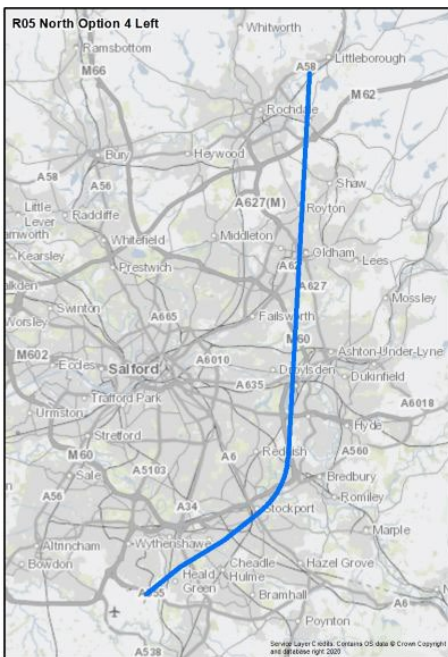 R05 North Option 4 Left
Whitworth
Ramsbottom
Littleborough
A58
M66
Rochdale
M62
Bury
Heywood
A58
A56
A627(M)
Shaw
Royton
Little
Lever
Radcliffe
Whitefield
Middleton
Oldham
Lees
Kearsley
Prestwich
A627
Mossley
Swinton
A665
Failsworth
Worsley
M60
M602
Eccles
Salford
A6010
Ashton-Under-Lyne
Droylsden
Dukinfield
A635
Trafford Park
A6018
Urmston
Stretford
Hyde
M60
A5103
A6
Reddish
A560
Sale
Bredbury
A56
Romiley
A34
Stockport
Altrincham
Wythenshawe
Marple
Bowdon
Cheadle
Hulme
Hazel Grove
Heald
Green
Bramhall
A6
Poynton
A538
Service Layer Credits: Contains OS data © Crown Copyright
and database right 2020